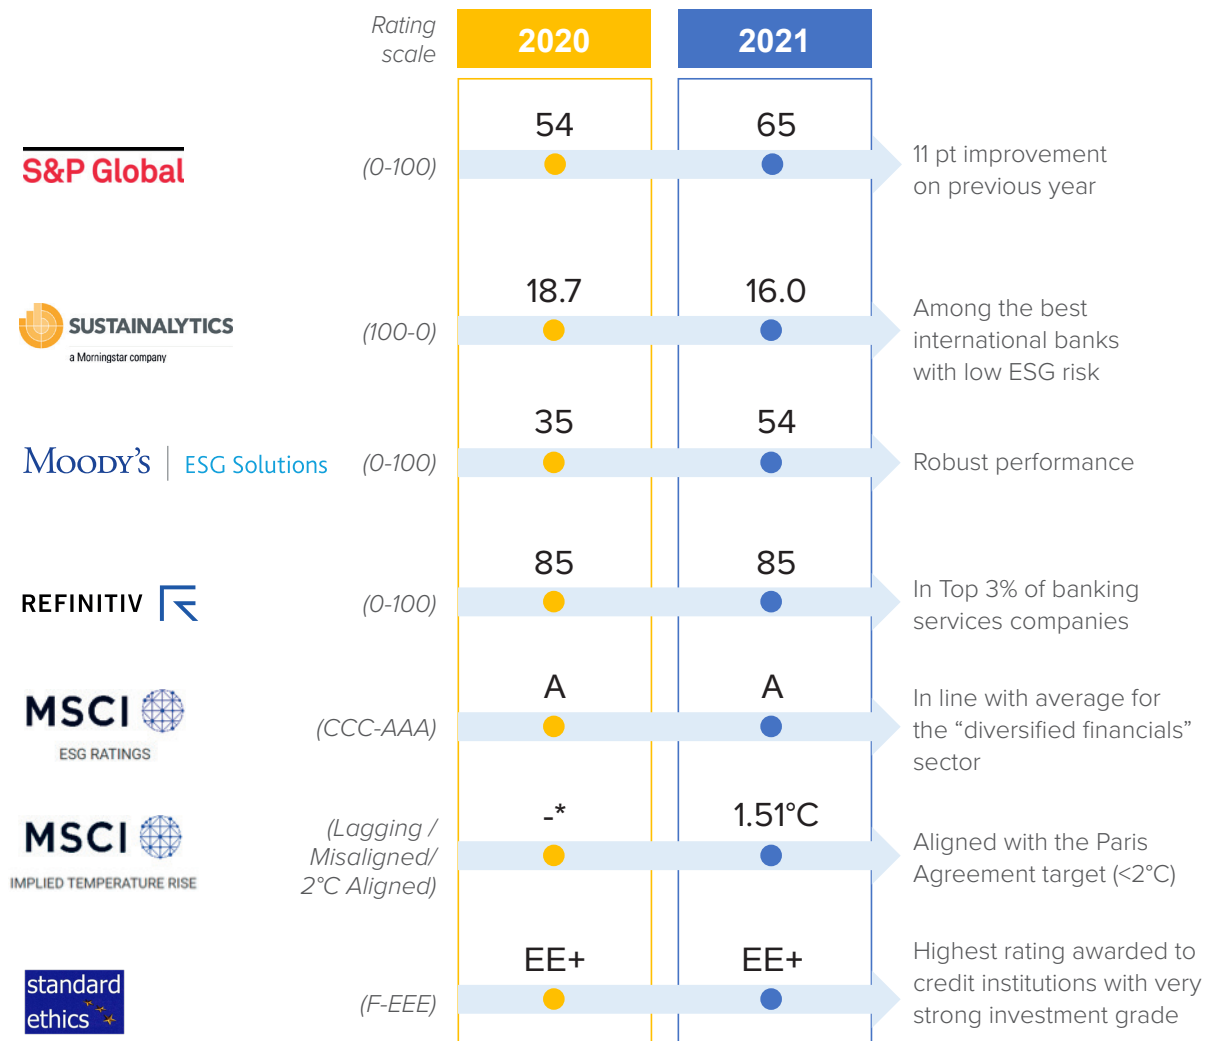 Rating
scale
2020
2021
S&P Global
(0-100)
54
65
11 pt improvement
on previous year
SUSTAINALYTICS
a Morningstar company
(100-0)
18.7
16.0
Among the best
international banks
with low ESG risk
MOODY'S | ESG Solutions
(0-100)
35
54
Robust performance
REFINITIV
(0-100)
85
85
In Top 3% of banking
services companies
MSCI
ESG RATINGS
(CCC-AAA)
A
A
In line with average for
the “diversified financials”
sector
MSCI
IMPLIED TEMPERATURE RISE
(Lagging /
Misaligned/
2°C Aligned)
-*
1.51°C
Aligned with the Paris
Agreement target (<2°C)
standard
ethics
(F-EEE)
EE+
EE+
Highest rating awarded to
credit institutions with very
strong investment grade